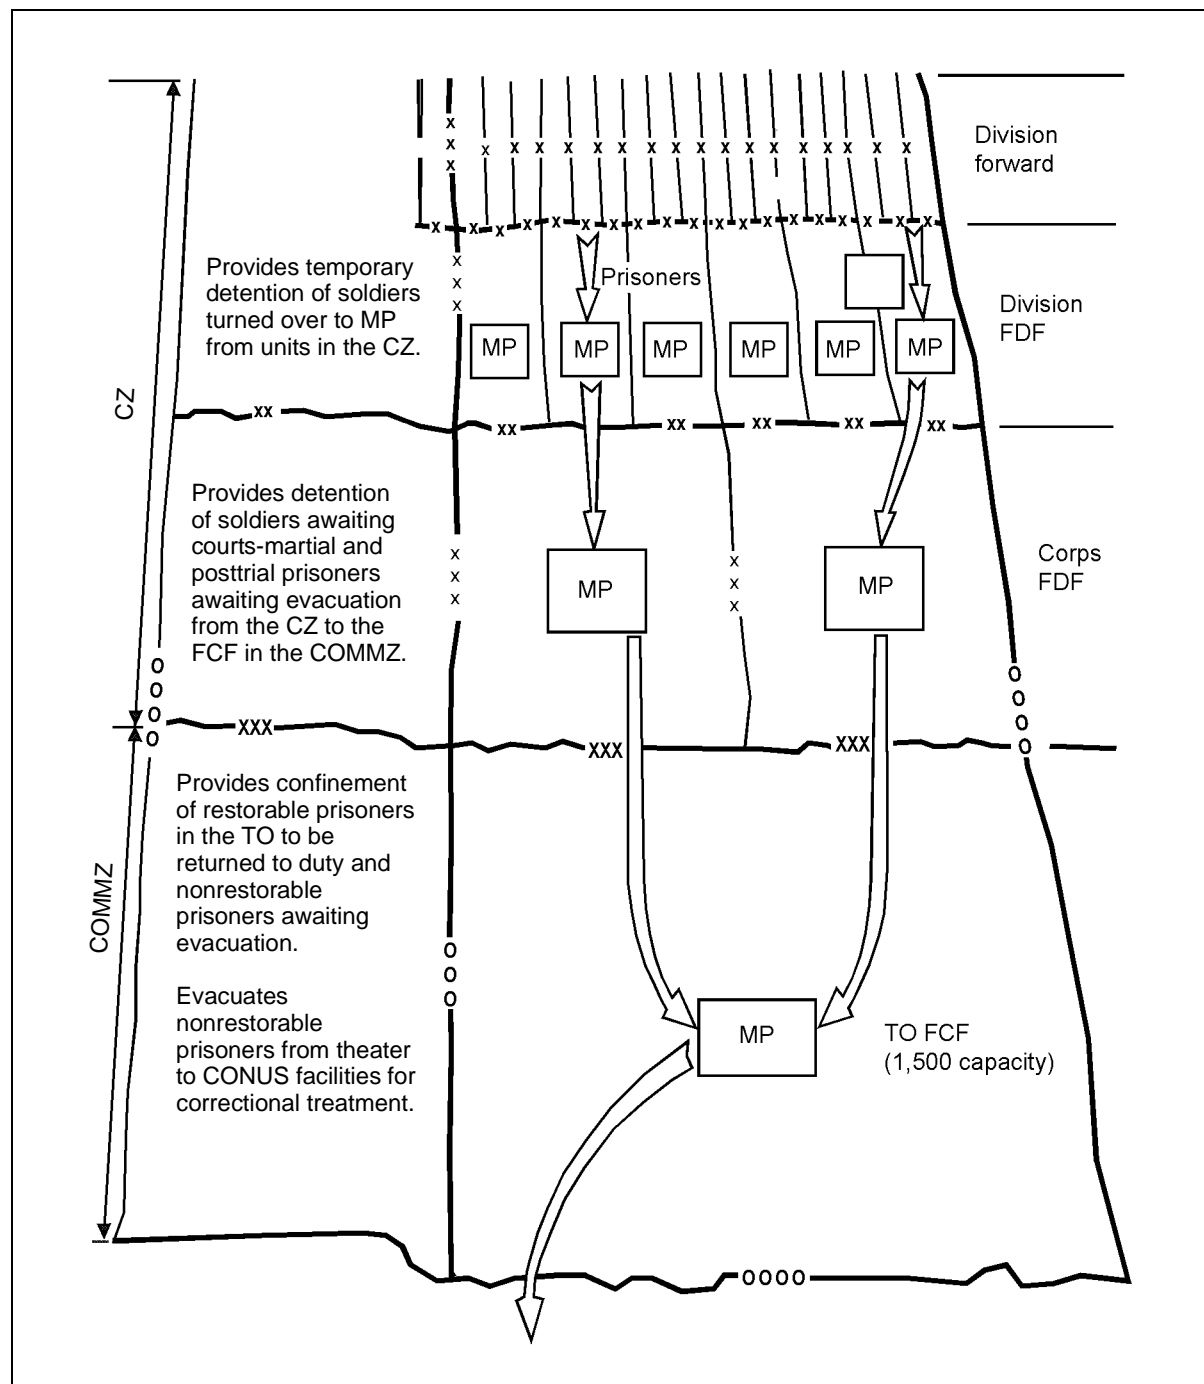 x x x x x x x x x x x x x x x
x
x
Division
forward
x x x x x x x x x x x x x x x x x
Provides temporary
detention of soldiers
turned over to MP
from units in the CZ.
x
x
x
Prisoners
Division
FDF
MP MP MP MP MP MP
CZ
xx
xx xx xx xx xx
Provides detention
of soldiers awaiting
courts-martial and
posttrial prisoners
awaiting evacuation
from the CZ to the
FCF in the COMMZ.
x
x
x
MP
x
x
x
MP
Corps
FDF
O
O
O
O
O
O
O
O
XXX
XXX XXX
COMMZ
Provides confinement
of restorable prisoners
in the TO to be
returned to duty and
nonrestorable
prisoners awaiting
evacuation.
O
O
O
Evacuates
nonrestorable
prisoners from theater
to CONUS facilities for
correctional treatment.
MP
TO FCF
(1,500 capacity)
OOOO